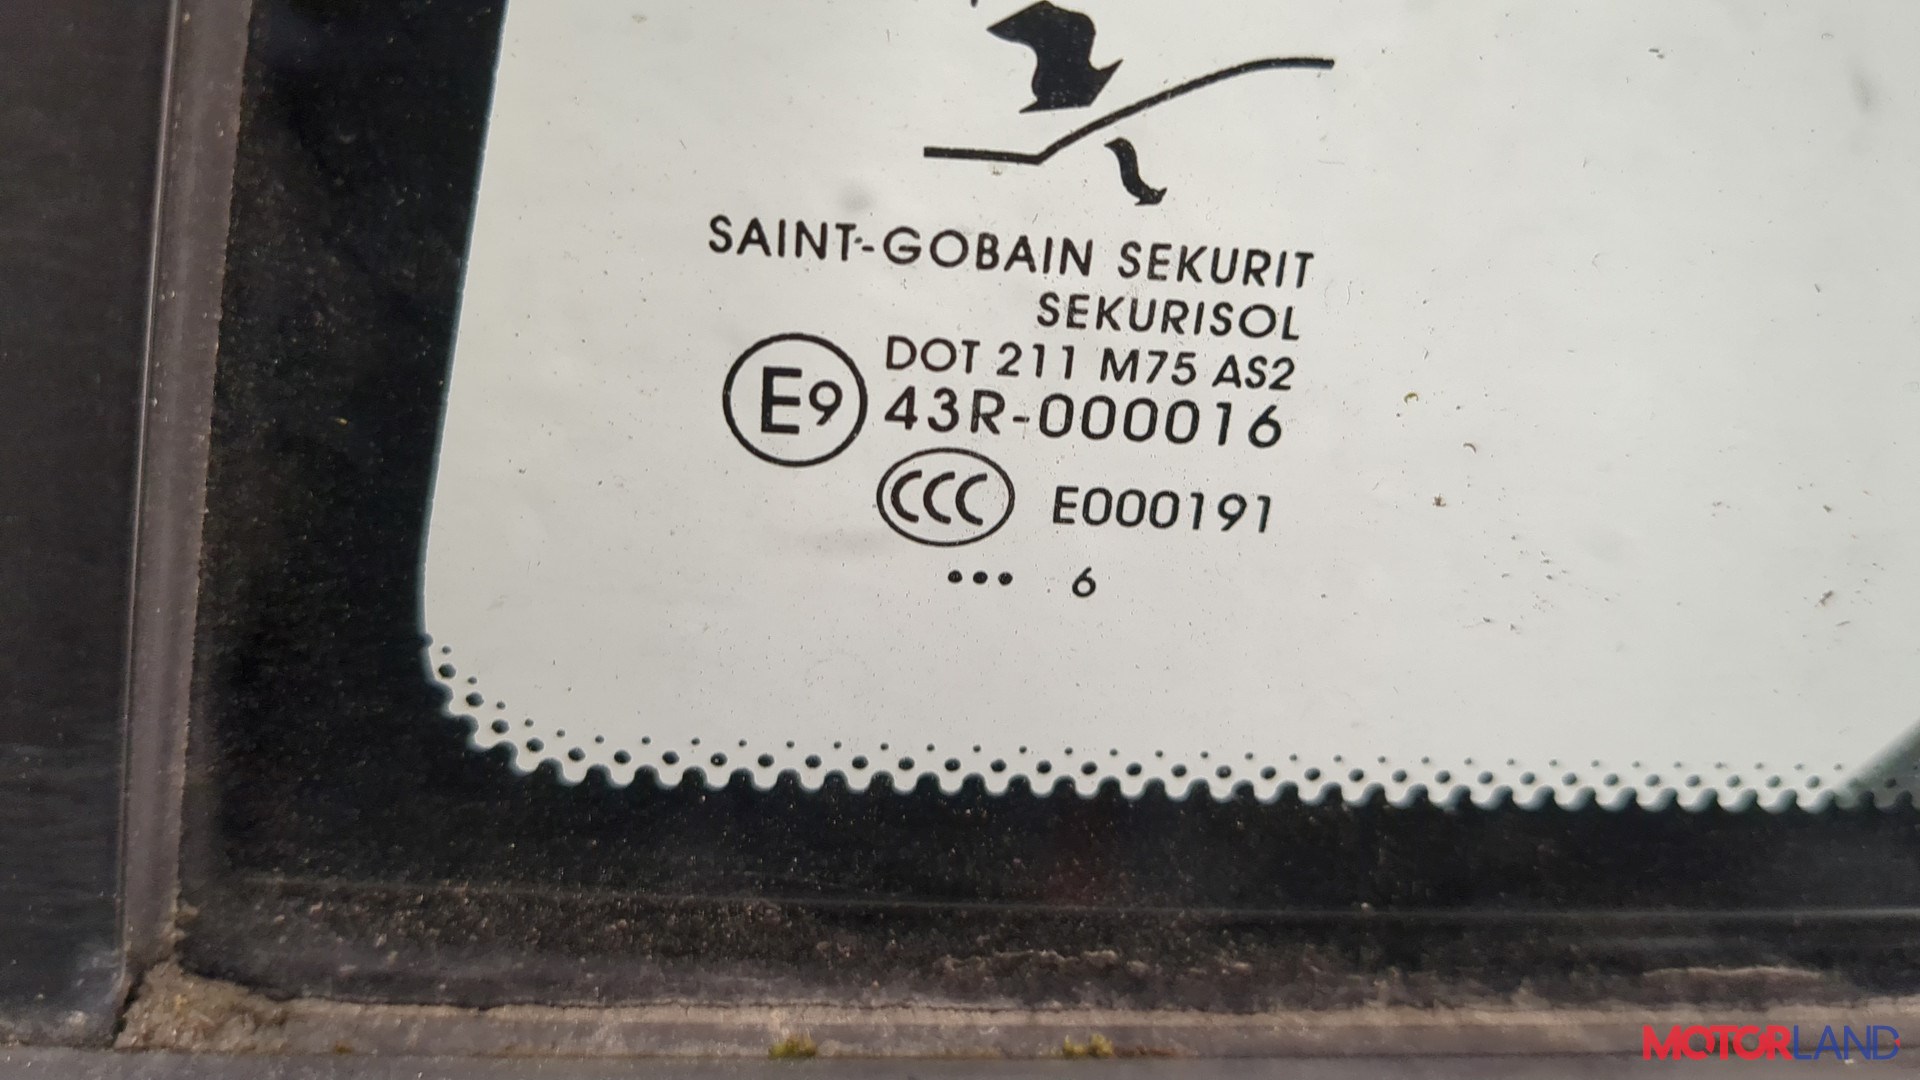 SAINT-GOBAIN SEKURIT
SEKURISOL
DOT 211 M75 AS2
E9 43R-000016
CCC E000191
••• 6
MOTORLAND